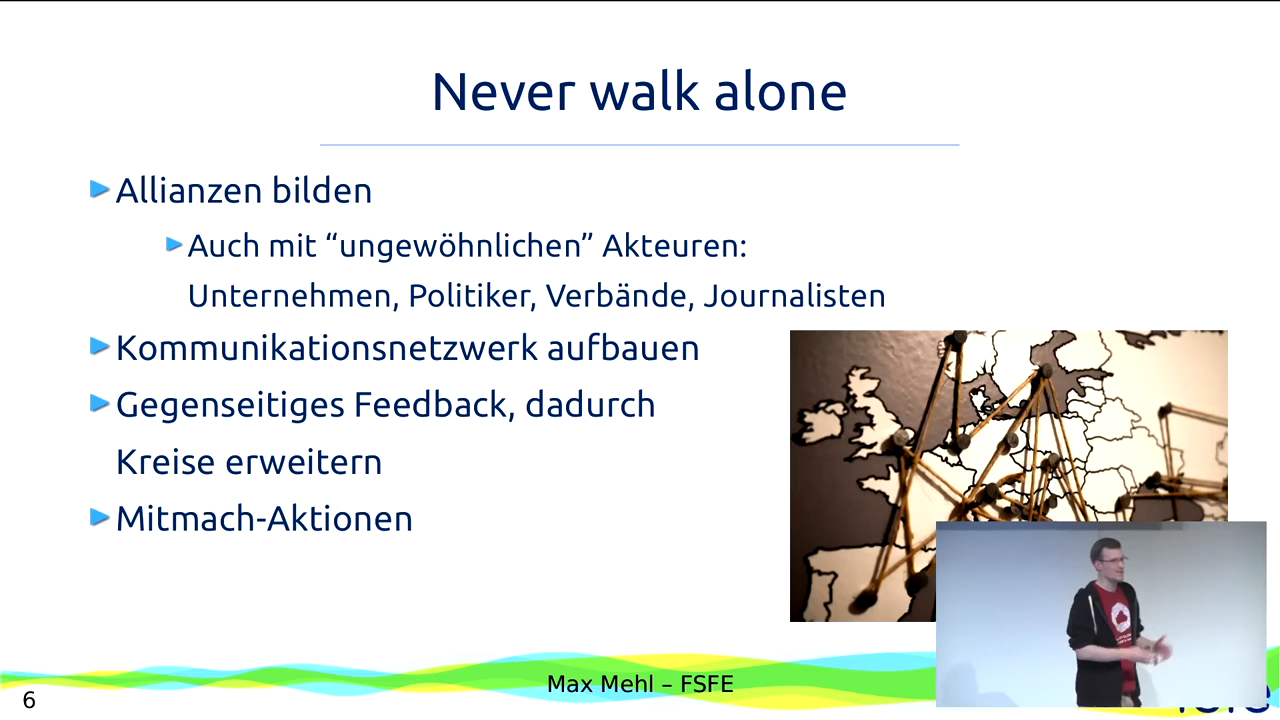 Never walk alone
Allianzen bilden
Auch mit “ungewöhnlichen” Akteuren:
Unternehmen, Politiker, Verbände, Journalisten
Kommunikationsnetzwerk aufbauen
Gegenseitiges Feedback, dadurch
Kreise erweitern
Mitmach-Aktionen
Max Mehl – FSFE
6